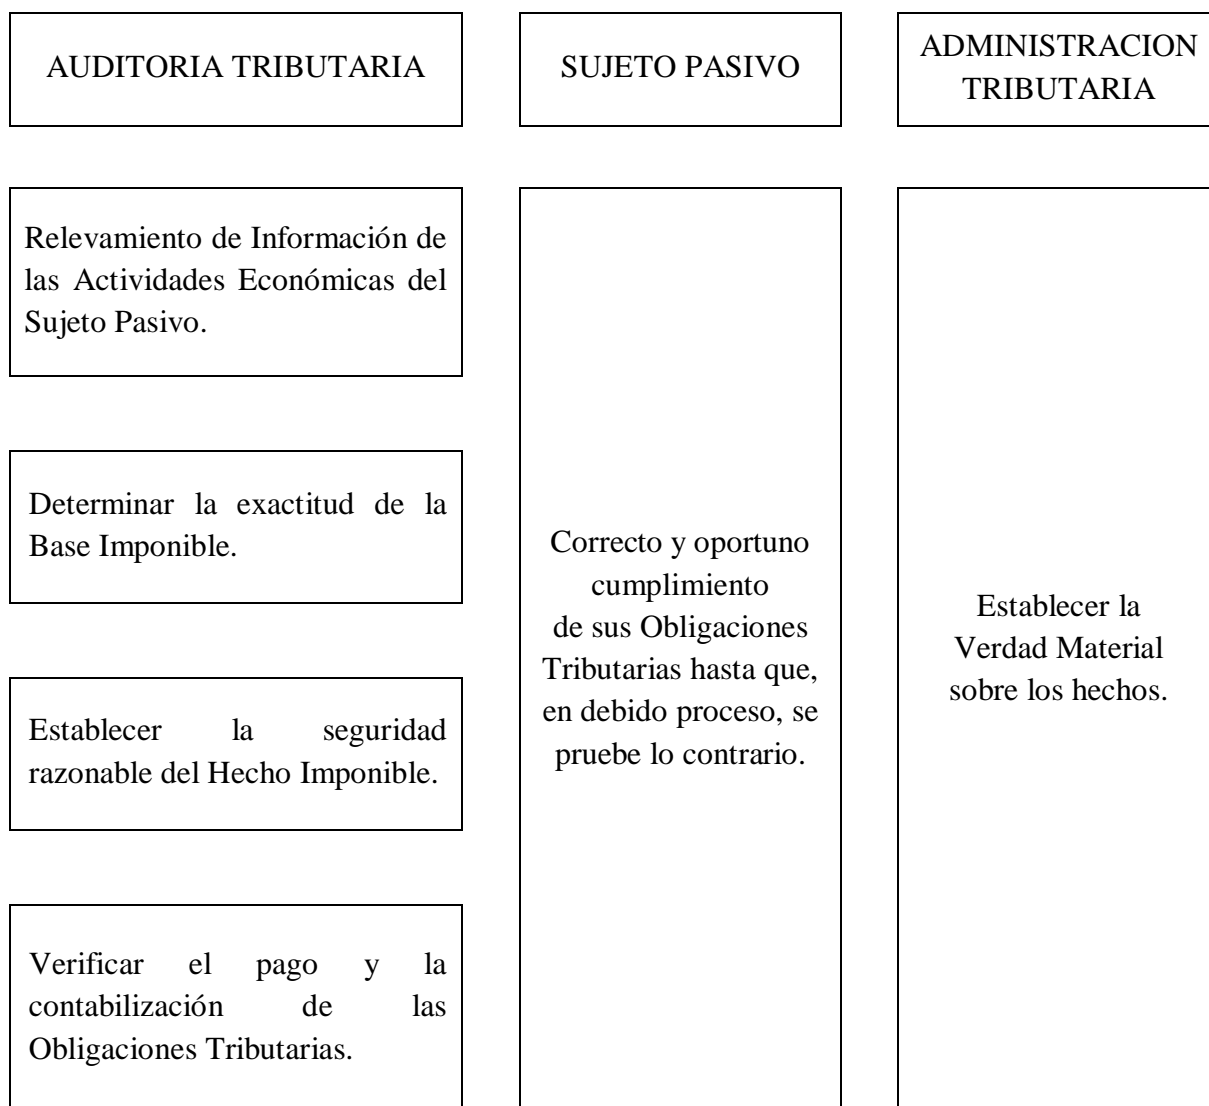 AUDITORIA TRIBUTARIA
SUJETO PASIVO
ADMINISTRACION
TRIBUTARIA
Relevamiento de Información de
las Actividades Económicas del
Sujeto Pasivo.
Determinar la exactitud de la
Base Imponible.
Establecer la seguridad
razonable del Hecho Imponible.
Verificar el pago y la
contabilización de las
Obligaciones Tributarias.
Correcto y oportuno
cumplimiento
de sus Obligaciones
Tributarias hasta que,
en debido proceso, se
pruebe lo contrario.
Establecer la
Verdad Material
sobre los hechos.